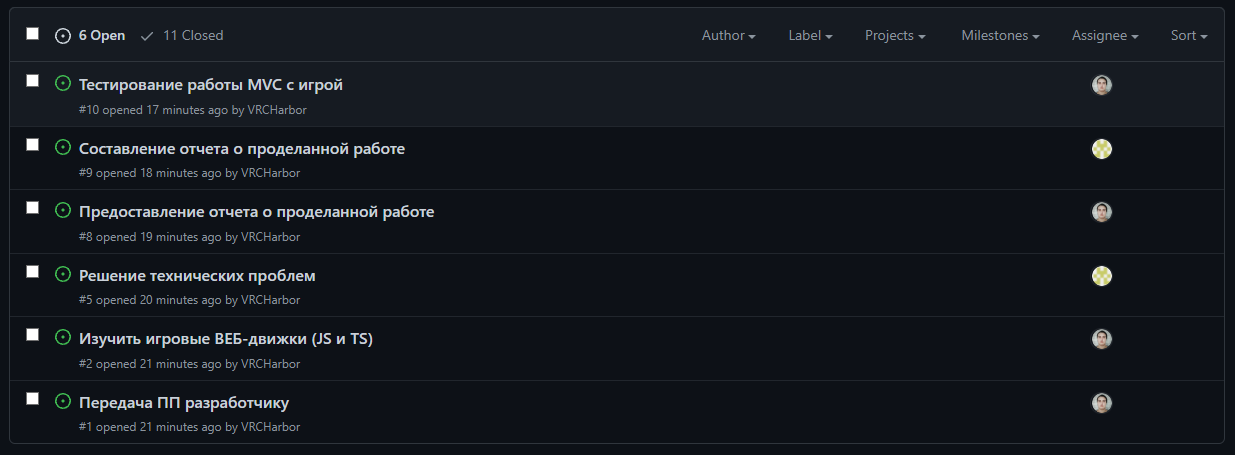 6 Open 11 Closed Author Label Projects Milestones Assignee Sort
Тестирование работы MVC с игрой
#10 opened 17 minutes ago by VRCHarbor
Составление отчета о проделанной работе
#9 opened 18 minutes ago by VRCHarbor
Предоставление отчета о проделанной работе
#8 opened 19 minutes ago by VRCHarbor
Решение технических проблем
#5 opened 20 minutes ago by VRCHarbor
Изучить игровые ВЕБ-движки (JS и TS)
#2 opened 21 minutes ago by VRCHarbor
Передача ПП разработчику
#1 opened 21 minutes ago by VRCHarbor